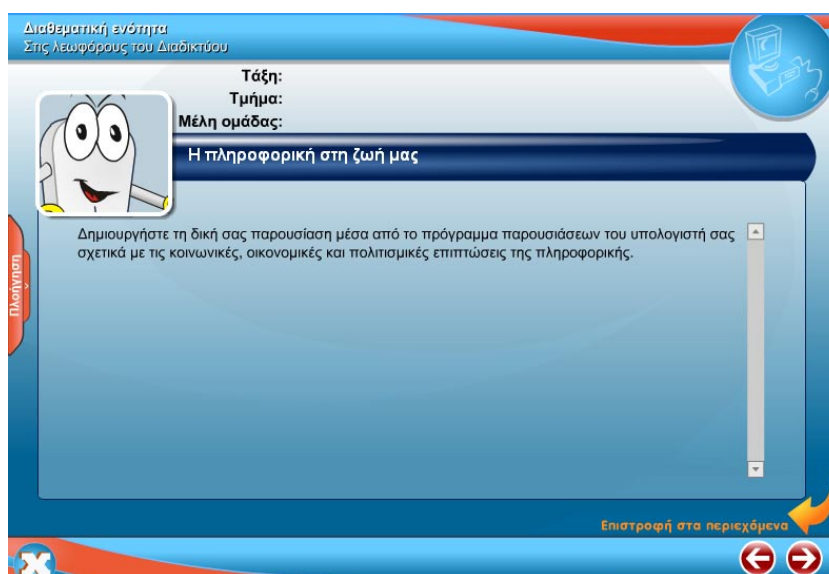 Διαθεματική ενότητα
Στις λεωφόρους του Διαδικτύου
Τάξη:
Τμήμα:
Μέλη ομάδας:
Η πληροφορική στη ζωή μας
Δημιουργήστε τη δική σας παρουσίαση μέσα από το πρόγραμμα παρουσιάσεων του υπολογιστή σας
σχετικά με τις κοινωνικές, οικονομικές και πολιτισμικές επιπτώσεις της πληροφορικής.
Πλοήγηση
Επιστροφή στα περιεχόμενα